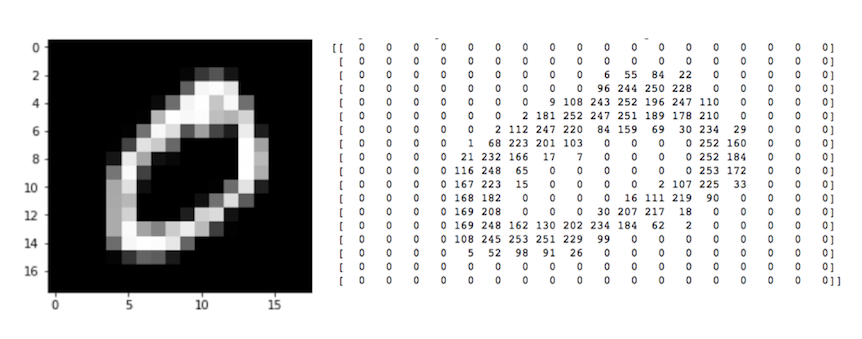 0
2
4
6
8
10
12
14
16
0 5 10 15
[[ 0 0 0 0 0 0 0 0 0 0 0 0 0 0 0 0 0 0]
[ 0 0 0 0 0 0 0 0 0 0 0 0 0 0 0 0 0 0]
[ 0 0 0 0 0 0 0 0 0 6 55 84 22 0 0 0 0 0]
[ 0 0 0 0 0 0 0 0 0 96 244 250 228 0 0 0 0 0]
[ 0 0 0 0 0 0 0 9 108 243 252 196 247 110 0 0 0 0]
[ 0 0 0 0 0 0 2 181 252 247 251 189 178 210 0 0 0 0]
[ 0 0 0 0 0 2 112 247 220 84 159 69 30 234 29 0 0 0]
[ 0 0 0 0 1 68 223 201 103 0 0 0 0 252 160 0 0 0]
[ 0 0 0 0 21 232 166 17 7 0 0 0 0 252 184 0 0 0]
[ 0 0 0 0 116 248 65 0 0 0 0 0 0 253 172 0 0 0]
[ 0 0 0 0 167 223 15 0 0 0 0 2 107 225 33 0 0 0]
[ 0 0 0 0 168 182 0 0 0 0 16 111 219 90 0 0 0 0]
[ 0 0 0 0 169 208 0 0 0 30 207 217 18 0 0 0 0 0]
[ 0 0 0 0 169 248 162 130 202 234 184 62 2 0 0 0 0 0]
[ 0 0 0 0 108 245 253 251 229 99 0 0 0 0 0 0 0 0]
[ 0 0 0 0 5 52 98 91 26 0 0 0 0 0 0 0 0 0]
[ 0 0 0 0 0 0 0 0 0 0 0 0 0 0 0 0 0 0]
[ 0 0 0 0 0 0 0 0 0 0 0 0 0 0 0 0 0 0]]